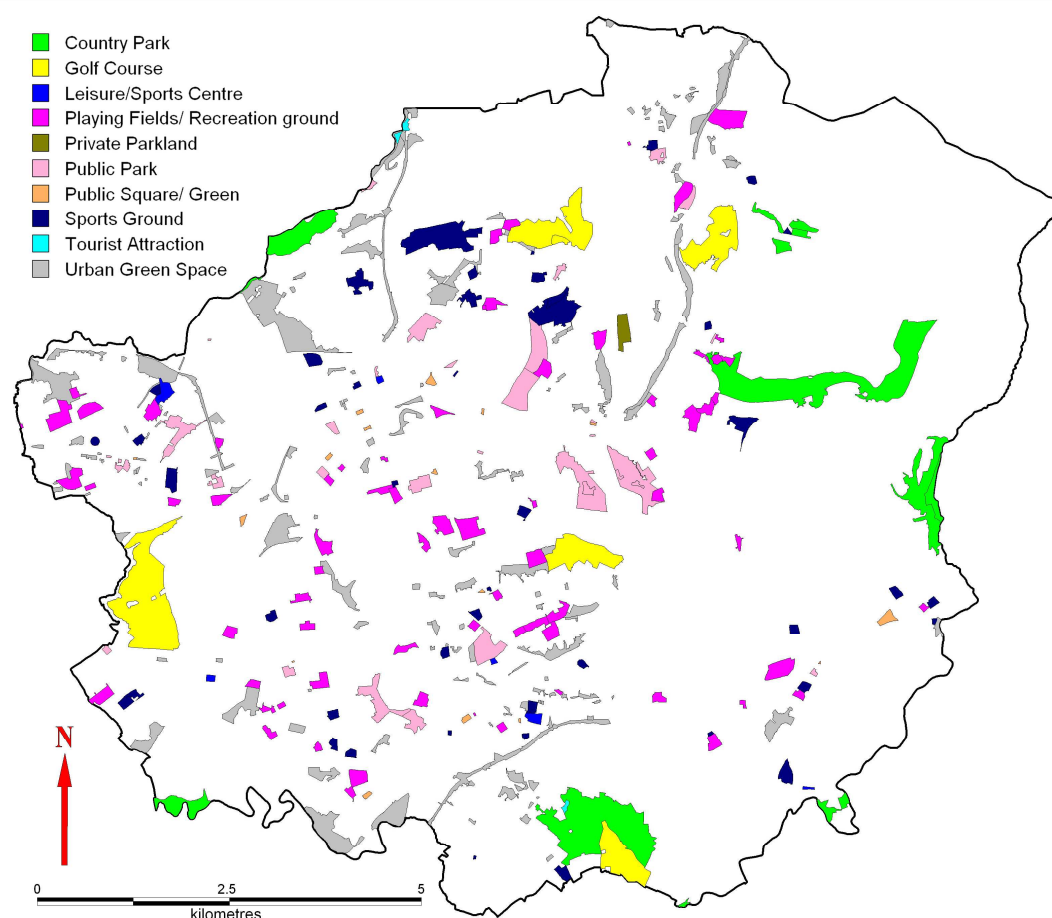 Country Park
Golf Course
Leisure/Sports Centre
Playing Fields/ Recreation ground
Private Parkland
Public Park
Public Square/ Green
Sports Ground
Tourist Attraction
Urban Green Space
N
0 2.5 5
kilometres